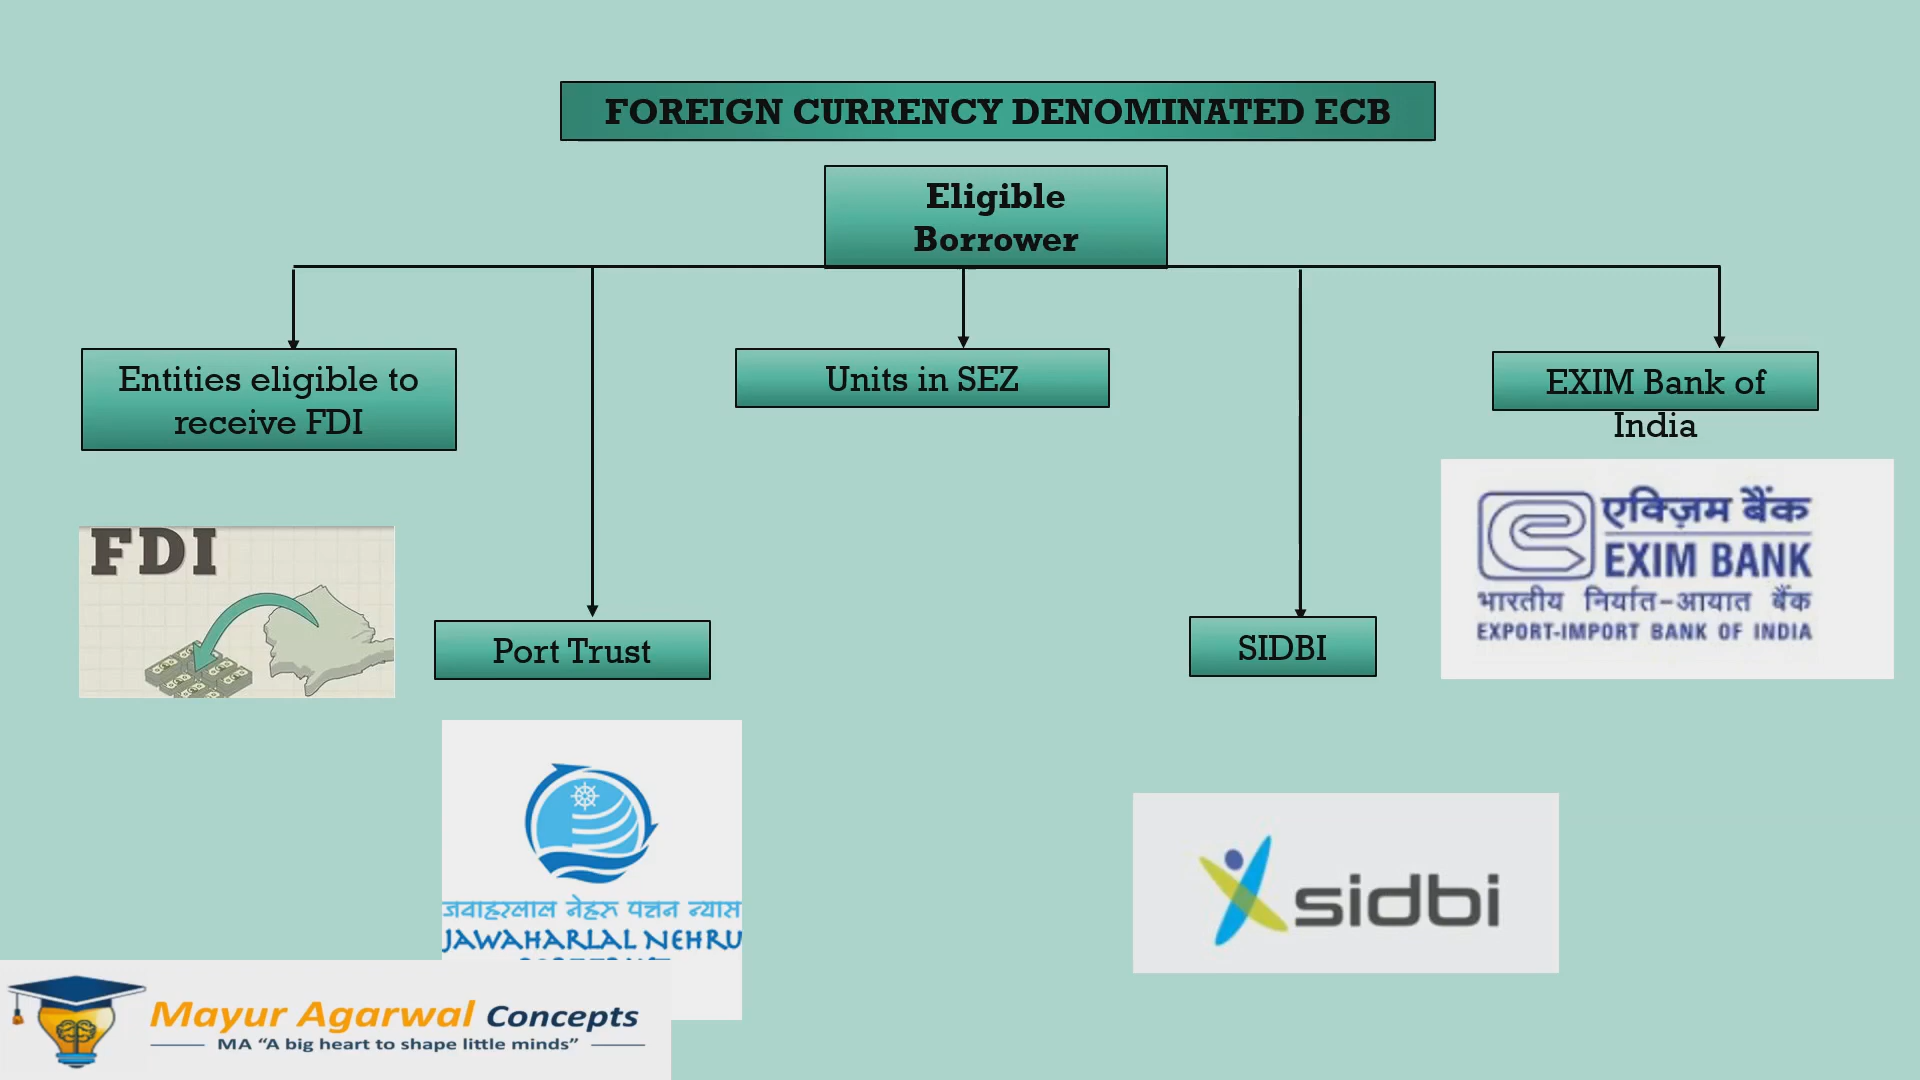 FOREIGN CURRENCY DENOMINATED ECB
Eligible
Borrower
Entities eligible to
receive FDI
Units in SEZ
EXIM Bank of
India
FDI
एक्ज़िम बैंक
EXIM BANK
भारतीय निर्यात-आयात बैंक
EXPORT-IMPORT BANK OF INDIA
Port Trust
SIDBI
जवाहरलाल नेहरू पत्तन न्यास
JAWAHARLAL NEHRU
sidbi
Mayur Agarwal Concepts
MA “A big heart to shape little minds”